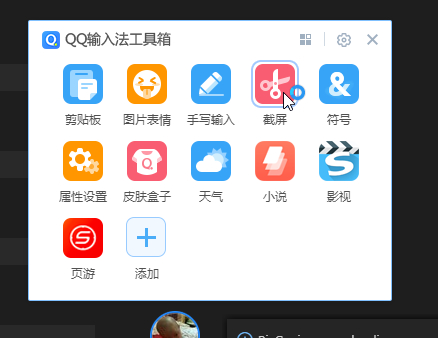 QQ输入法工具箱
剪贴板 图片表情 手写输入 截屏 符号
属性设置 皮肤盒子 天气 小说 影视
页游 添加